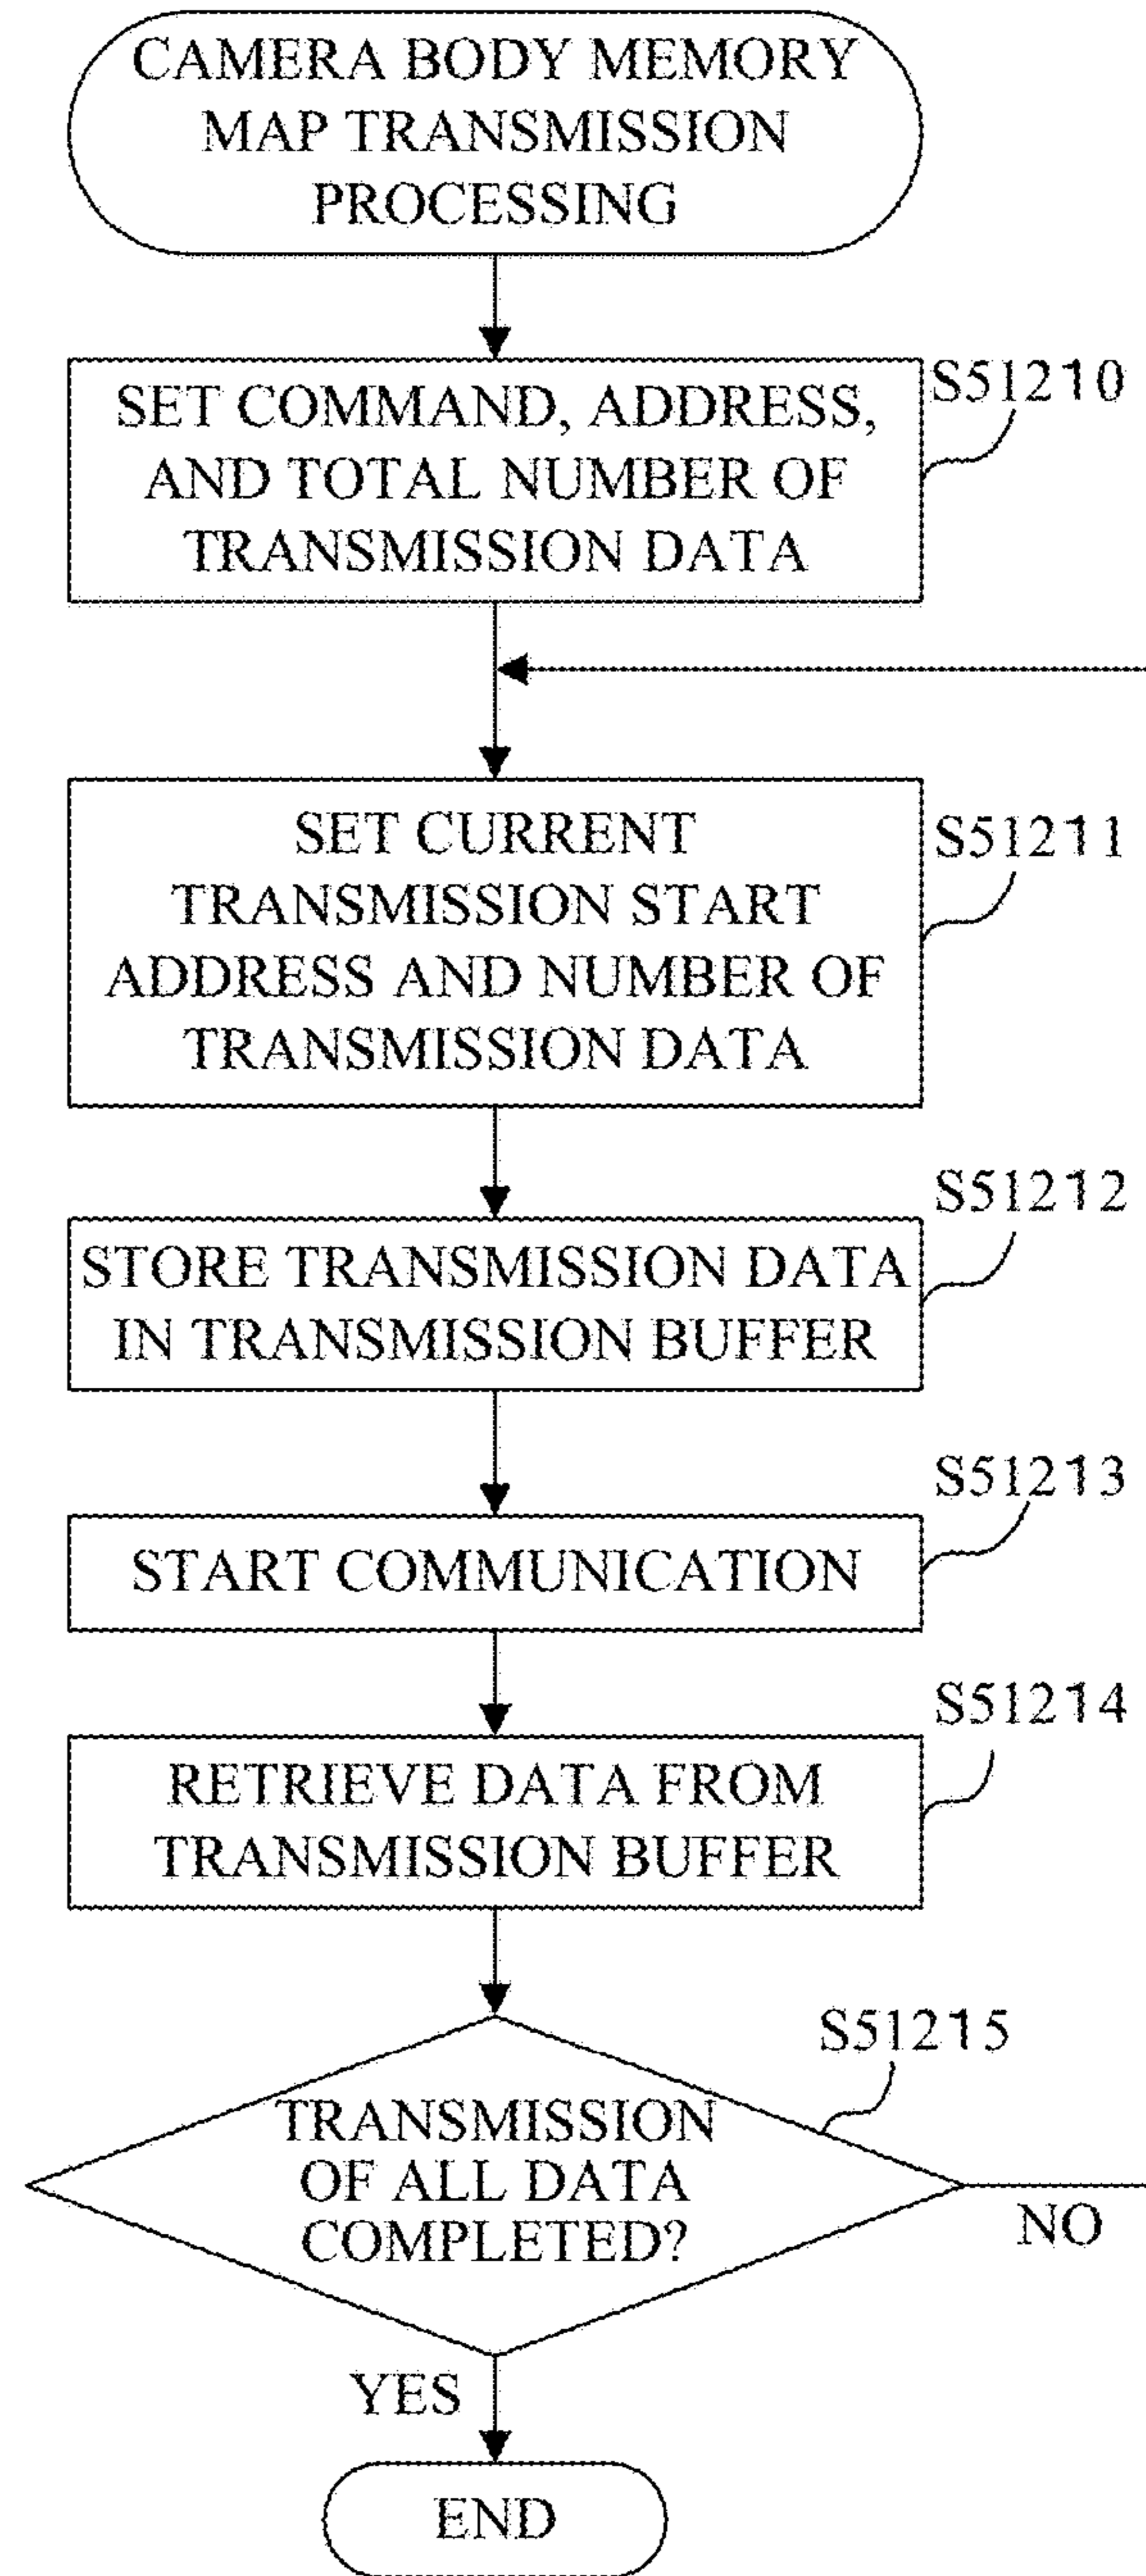 CAMERA BODY MEMORY
MAP TRANSMISSION
PROCESSING
S51210
SET COMMAND, ADDRESS,
AND TOTAL NUMBER OF
TRANSMISSION DATA
S51211
SET CURRENT
TRANSMISSION START
ADDRESS AND NUMBER OF
TRANSMISSION DATA
S51212
STORE TRANSMISSION DATA
IN TRANSMISSION BUFFER
S51213
START COMMUNICATION
S51214
RETRIEVE DATA FROM
TRANSMISSION BUFFER
S51215
TRANSMISSION
OF ALL DATA
COMPLETED?
NO
YES
END